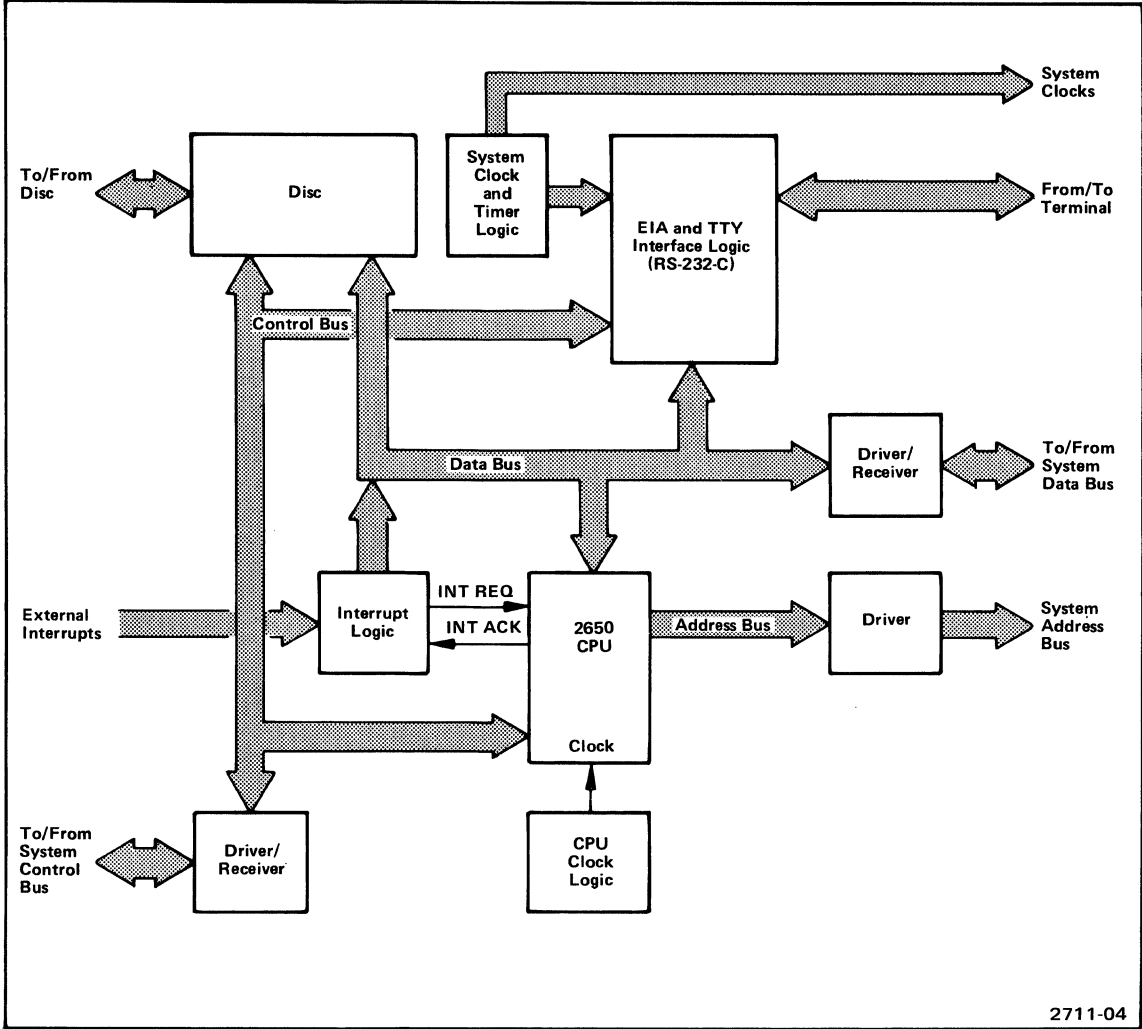 System
Clocks
To/From
Disc
Disc
System
Clock
and
Timer
Logic
EIA and TTY
Interface Logic
(RS-232-C)
From/To
Terminal
Control Bus
Data Bus
Driver/
Receiver
To/From
System
Data Bus
External
Interrupts
Interrupt
Logic
INT REQ
INT ACK
2650
CPU
Clock
Address Bus
Driver
System
Address
Bus
To/From
System
Control
Bus
Driver/
Receiver
CPU
Clock
Logic
2711-04